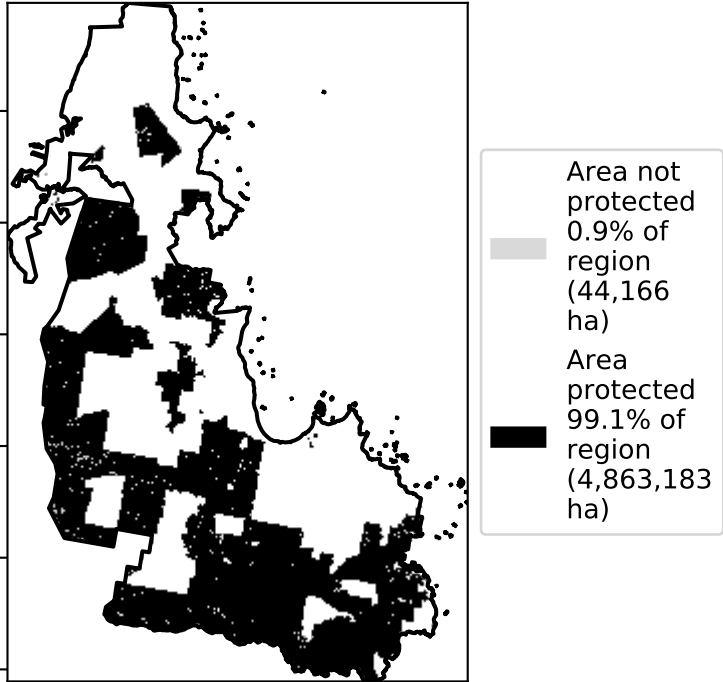 Area not
protected
0.9% of
region
(44,166
ha)
Area
protected
99.1% of
region
(4,863,183
ha)